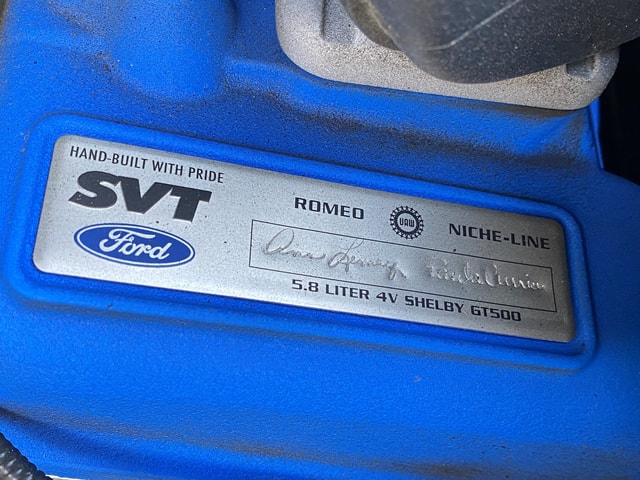 HAND-BUILT WITH PRIDE
SVT
Ford
ROMEO
UAW
NICHE-LINE
5.8 LITER 4V SHELBY GT500